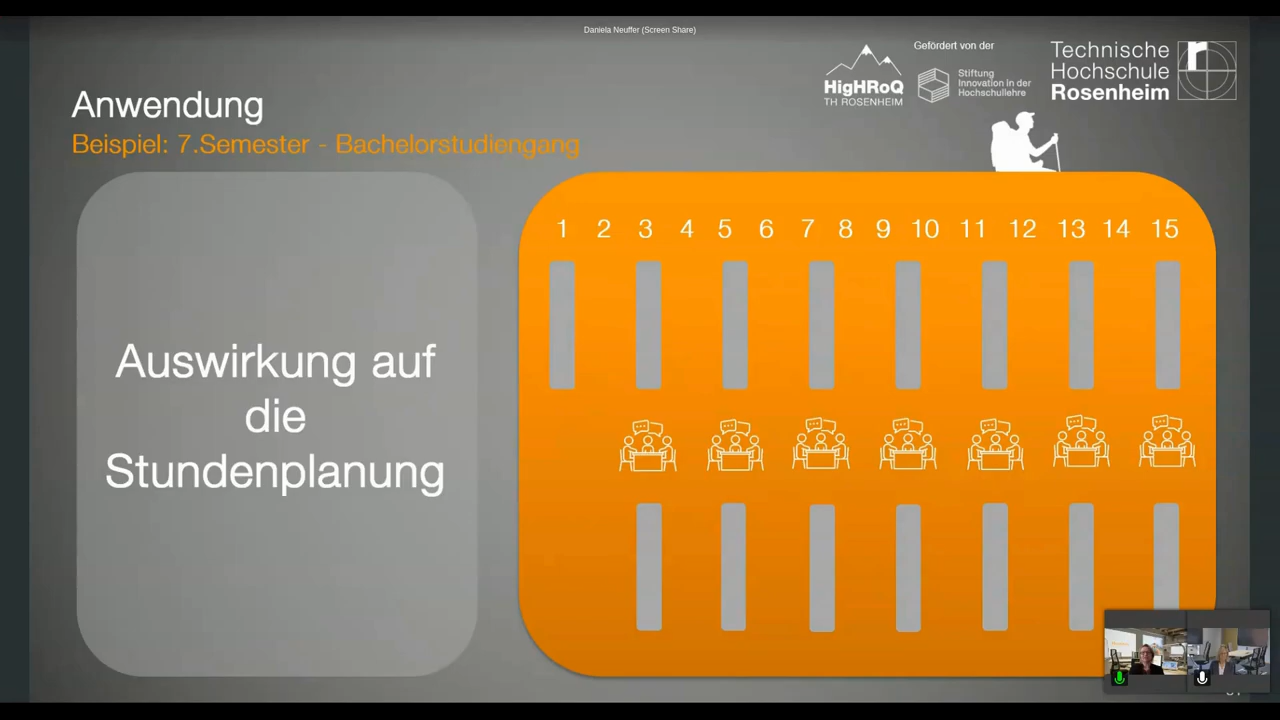 Daniela Neuffer (Screen Share)
Gefördert von der
HigHRoQ
TH ROSENHEIM
Stiftung
Innovation in der
Hochschullehre
Technische
Hochschule
Rosenheim
Anwendung
Beispiel: 7.Semester - Bachelorstudiengang
1 2 3 4 5 6 7 8 9 10 11 12 13 14 15
Auswirkung auf
die
Stundenplanung